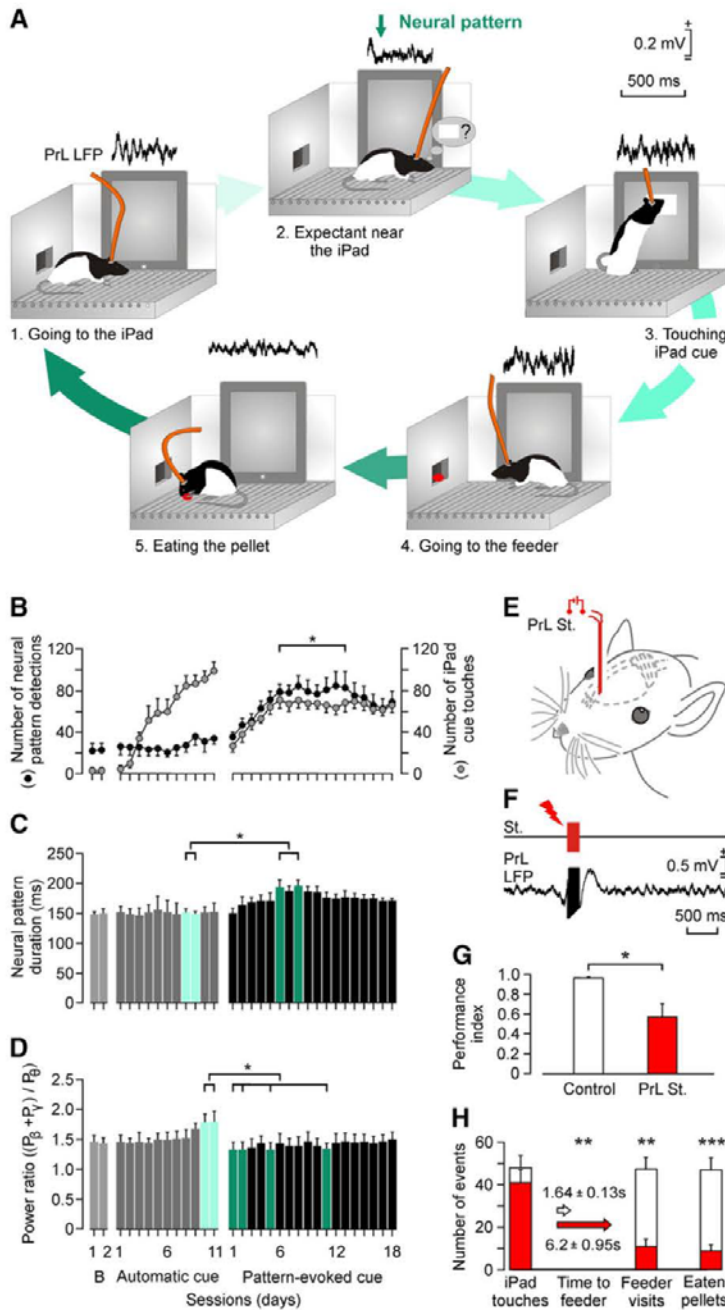 A
Neural pattern
+
0.2 mV
=
500 ms
PrL LFP
?
1. Going to the iPad
2. Expectant near
the iPad
3. Touching
iPad cue
5. Eating the pellet
4. Going to the feeder
B
Number of neural
pattern detections
(●)
120
80
40
0
*
120
80
40
0
Number of iPad
cue touches
C
Neural pattern
duration (ms)
250
200
150
100
50
0
*
D
Power ratio ((Pβ +Pγ) / Pθ)
2.5
2.0
1.5
1.0
0.5
0
*
1 2 1 6 11 1 6 12 18
B Automatic cue Pattern-evoked cue
Sessions (days)
E
PrL St.
F
St.
PrL
LFP
0.5 mV
500 ms
G
Performance
index
1.0
0.8
0.6
0.4
0.2
0
*
Control PrL St.
H
Number of events
60
40
20
0
** ** ***
1.64 ± 0.13s
6.2 ± 0.95s
iPad Time to Feeder Eaten
touches feeder visits pellets